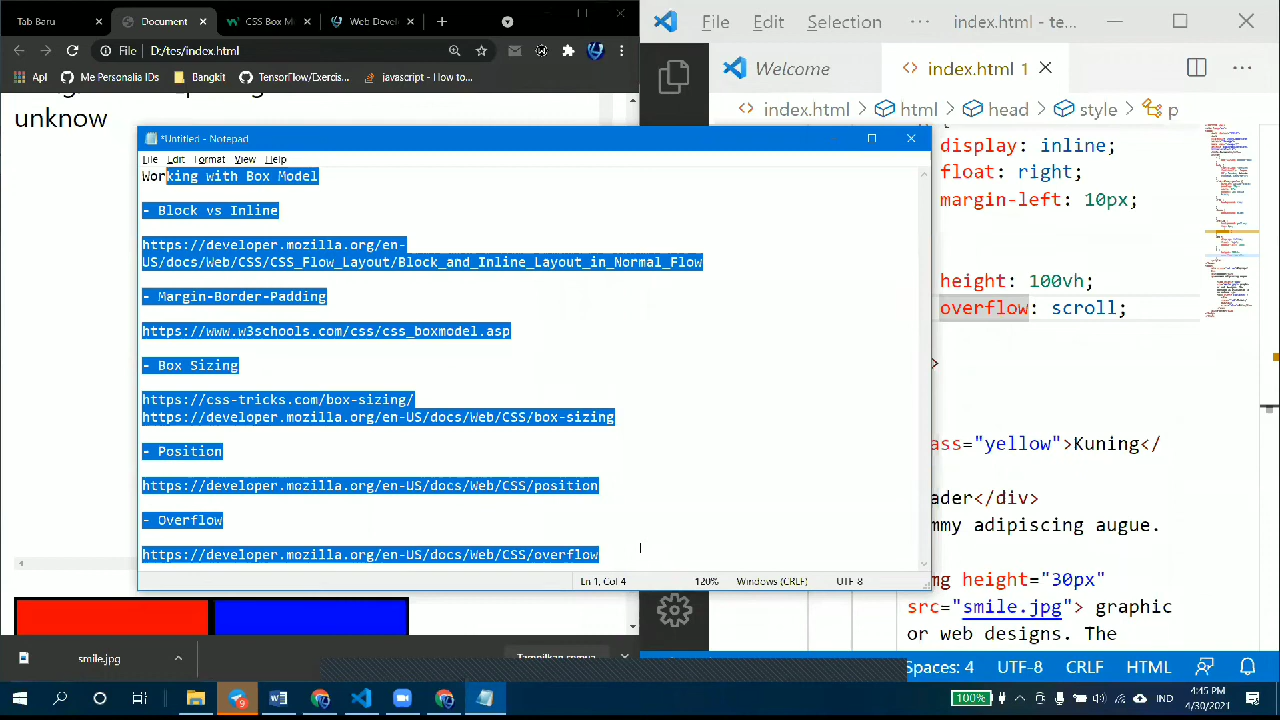 Tab Baru
Document
CSS Box M
Web Devel
File
D:/tes/index.html
Apl
Me Personalia IDs
Bangkit
TensorFlow/Exercis...
javascript - How to...
unknow
*Untitled - Notepad
File Edit Format View Help
Working with Box Model
- Block vs Inline
https://developer.mozilla.org/en-
US/docs/Web/CSS/CSS_Flow_Layout/Block_and_Inline_Layout_in_Normal_Flow
- Margin-Border-Padding
https://www.w3schools.com/css/css_boxmodel.asp
- Box Sizing
https://css-tricks.com/box-sizing/
https://developer.mozilla.org/en-US/docs/Web/CSS/box-sizing
- Position
https://developer.mozilla.org/en-US/docs/Web/CSS/position
- Overflow
https://developer.mozilla.org/en-US/docs/Web/CSS/overflow
Ln 1, Col 4
120%
Windows (CRLF)
UTF-8
File Edit Selection ... index.html - te...
Welcome
<> index.html 1
...
<> index.html > html > head > style > p
display: inline;
float: right;
margin-left: 10px;
height: 100vh;
overflow: scroll;
>
ass="yellow">Kuning</
ader</div>
mmy adipiscing augue.
mg height="30px"
src="smile.jpg"> graphic
or web designs. The
Spaces: 4 UTF-8 CRLF HTML
smile.jpg
9
100%
IND
4:45 PM
4/30/2021